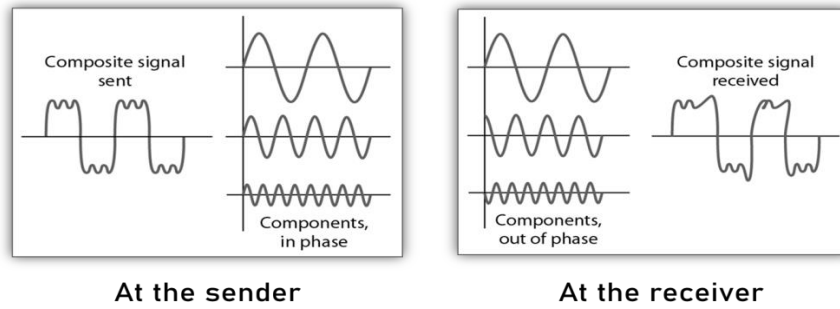 Composite signal
sent
Components,
in phase
Composite signal
received
Components,
out of phase
At the sender
At the receiver